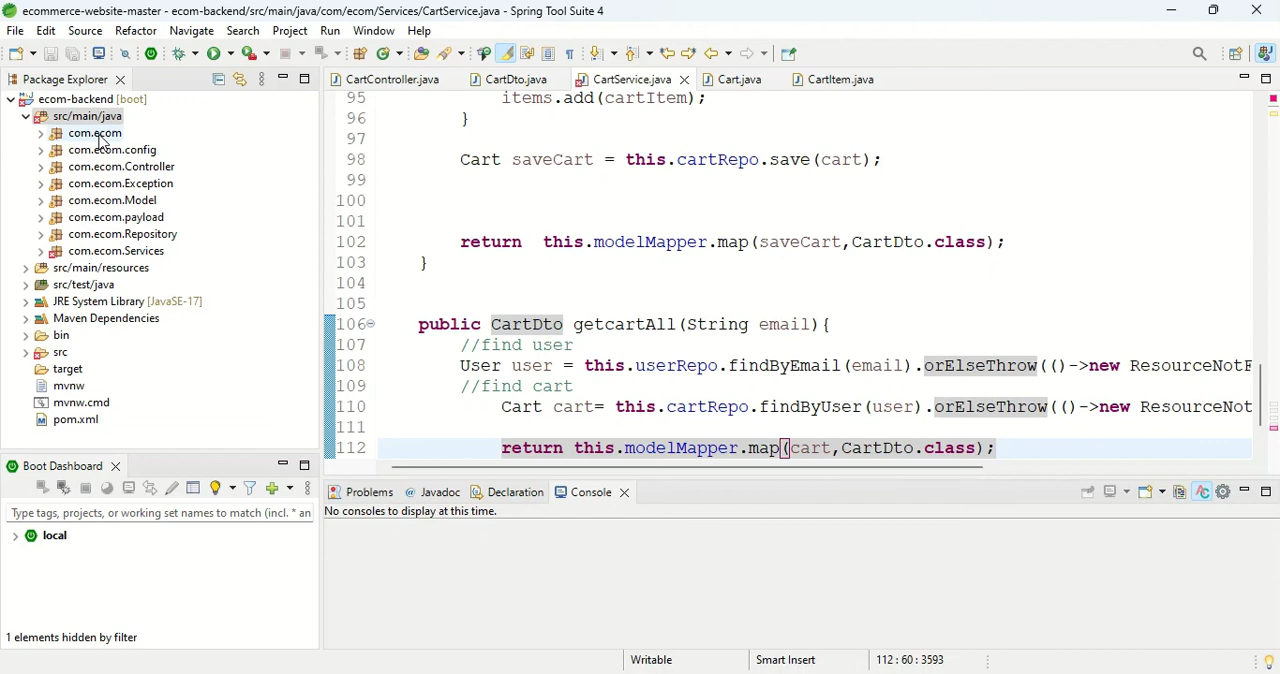 ecommerce-website-master - ecom-backend/src/main/java/com/ecom/Services/CartService.java - Spring Tool Suite 4
File Edit Source Refactor Navigate Search Project Run Window Help
Package Explorer
CartController.java CartDto.java CartService.java Cart.java CartItem.java
ecom-backend [boot]
src/main/java
com.ecom
com.ecom.config
com.ecom.Controller
com.ecom.Exception
com.ecom.Model
com.ecom.payload
com.ecom.Repository
com.ecom.Services
src/main/resources
src/test/java
JRE System Library [JavaSE-17]
Maven Dependencies
bin
src
target
mvnw
mvnw.cmd
pom.xml
95 items.add(cartItem);
96 }
97
98 Cart saveCart = this.cartRepo.save(cart);
99
100
101
102 return this.modelMapper.map(saveCart,CartDto.class);
103 }
104
105
106 public CartDto getcartAll(String email){
107 //find user
108 User user = this.userRepo.findByEmail(email).orElseThrow(()->new ResourceNotF
109 //find cart
110 Cart cart= this.cartRepo.findByUser(user).orElseThrow(()->new ResourceNot
111
112 return this.modelMapper.map(cart,CartDto.class);
Boot Dashboard
Type tags, projects, or working set names to match (incl. * an
local
1 elements hidden by filter
Problems @ Javadoc Declaration Console
No consoles to display at this time.
Writable Smart Insert 112 : 60 : 3593